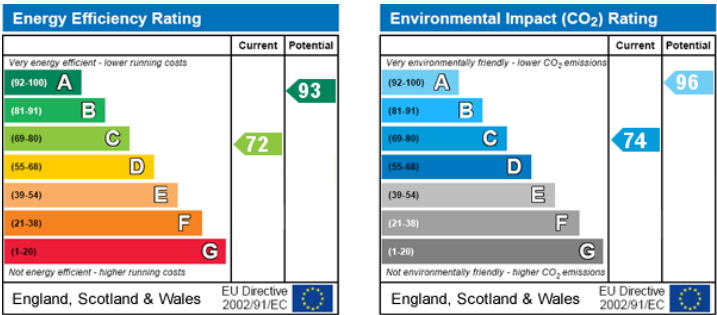 Energy Efficiency Rating
Current Potential
Very energy efficient - lower running costs
(92-100) A
93
(81-91) B
(69-80) C
72
(55-68) D
(39-54) E
(21-38) F
(1-20) G
Not energy efficient - higher running costs
England, Scotland & Wales
EU Directive
2002/91/EC
Environmental Impact (CO2) Rating
Current Potential
Very environmentally friendly - lower CO2 emissions
(92-100) A
96
(81-91) B
(69-80) C
74
(55-68) D
(39-54) E
(21-38) F
(1-20) G
Not environmentally friendly - higher CO2 emissions
England, Scotland & Wales
EU Directive
2002/91/EC